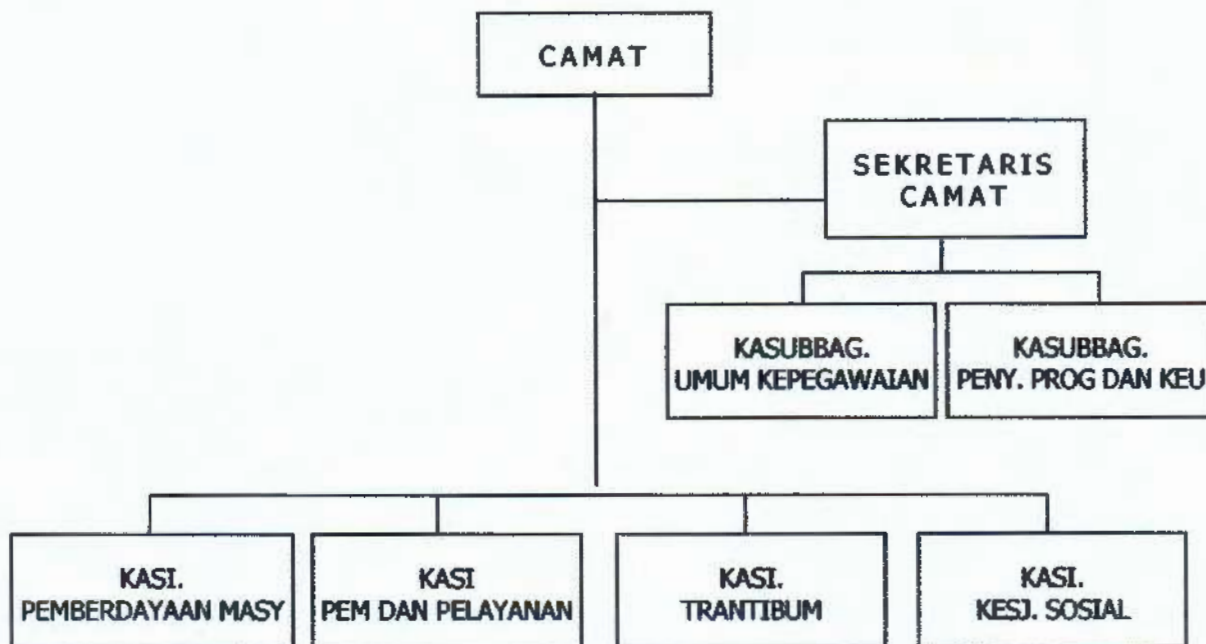 CAMAT
SEKRETARIS
CAMAT
KASUBBAG.
UMUM KEPEGAWAIAN
KASUBBAG.
PENY. PROG DAN KEU
KASI.
PEMBERDAYAAN MASY
KASI
PEM DAN PELAYANAN
KASI.
TRANTIBUM
KASI.
KESJ. SOSIAL